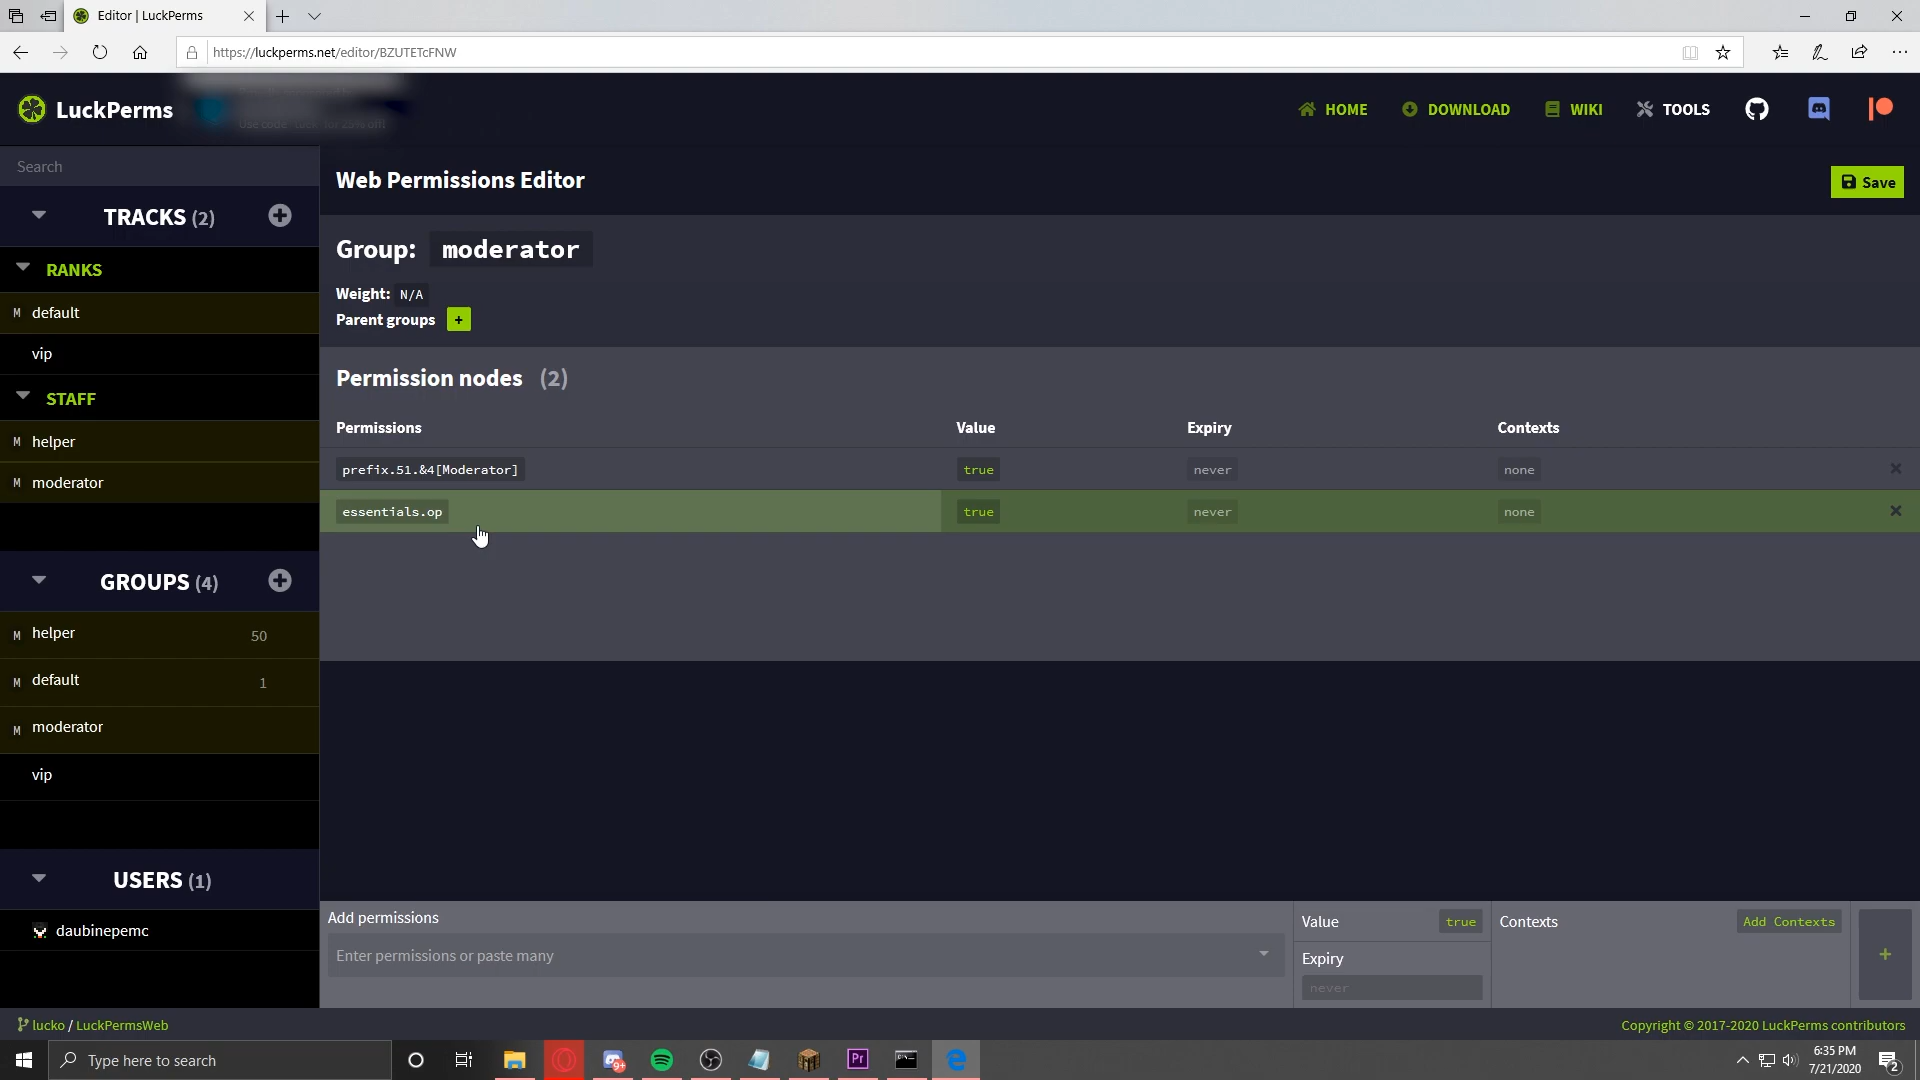 Editor | LuckPerms
https://luckperms.net/editor/BZUTETcFNW
LuckPerms
HOME
DOWNLOAD
WIKI
TOOLS
Search
Web Permissions Editor
Save
TRACKS (2)
RANKS
M default
vip
STAFF
M helper
M moderator
GROUPS (4)
M helper 50
M default 1
M moderator
vip
USERS (1)
daubinepemc
Group: moderator
Weight: N/A
Parent groups +
Permission nodes (2)
Permissions Value Expiry Contexts
prefix.51.&4[Moderator] true never none
essentials.op true never none
Add permissions
Enter permissions or paste many
Value true
Expiry
never
Contexts Add Contexts
+
lucko / LuckPermsWeb
Copyright © 2017-2020 LuckPerms contributors
Type here to search
9+
Pr
6:35 PM
7/21/2020
2